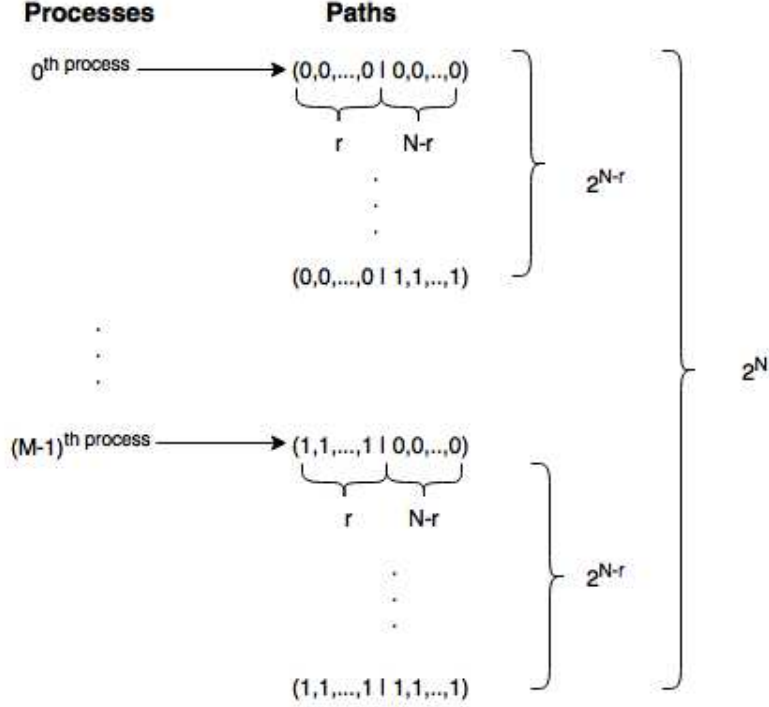 Processes Paths
0th process (0,0,...,0 | 0,0,..,0)
r N-r
2N-r
.
.
.
(0,0,...,0 | 1,1,..,1)
.
.
.
2N
(M-1)th process (1,1,...,1 | 0,0,..,0)
r N-r
2N-r
.
.
.
(1,1,...,1 | 1,1,..,1)